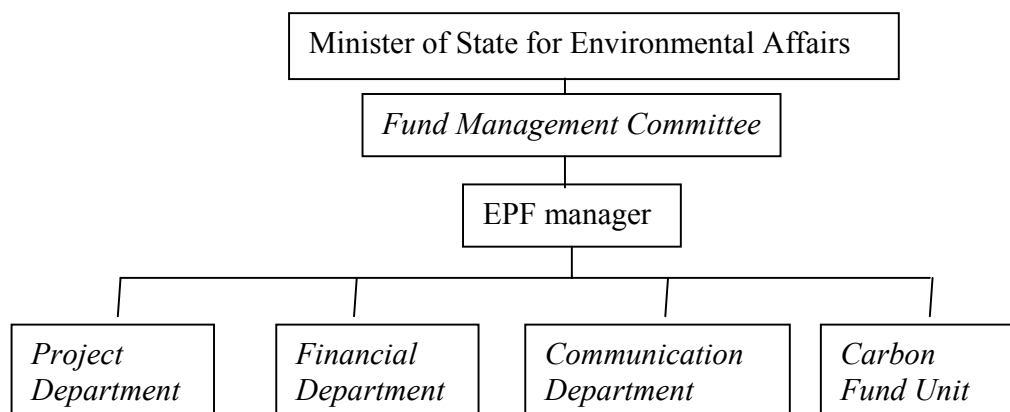 Minister of State for Environmental Affairs
Fund Management Committee
EPF manager
Project
Department
Financial
Department
Communication
Department
Carbon
Fund Unit